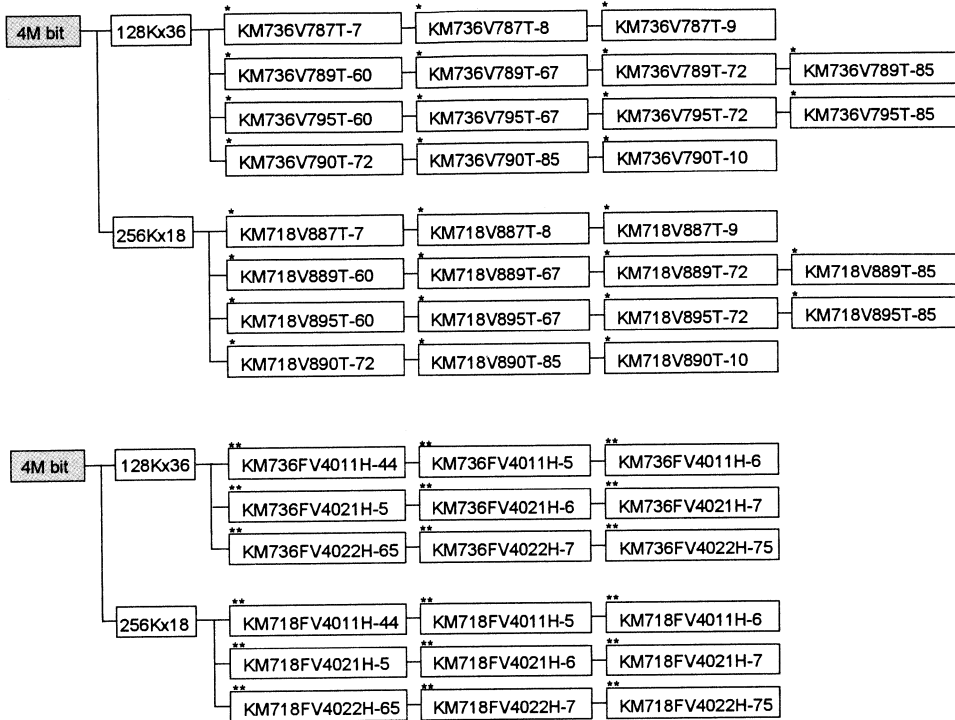 * * *
4M bit 128Kx36 KM736V787T-7 KM736V787T-8 KM736V787T-9
* * * *
KM736V789T-60 KM736V789T-67 KM736V789T-72 KM736V789T-85
* * * *
KM736V795T-60 KM736V795T-67 KM736V795T-72 KM736V795T-85
* * *
KM736V790T-72 KM736V790T-85 KM736V790T-10
* * *
256Kx18 KM718V887T-7 KM718V887T-8 KM718V887T-9
* * * *
KM718V889T-60 KM718V889T-67 KM718V889T-72 KM718V889T-85
* * * *
KM718V895T-60 KM718V895T-67 KM718V895T-72 KM718V895T-85
* * *
KM718V890T-72 KM718V890T-85 KM718V890T-10
** ** **
4M bit 128Kx36 KM736FV4011H-44 KM736FV4011H-5 KM736FV4011H-6
** ** **
KM736FV4021H-5 KM736FV4021H-6 KM736FV4021H-7
** ** **
KM736FV4022H-65 KM736FV4022H-7 KM736FV4022H-75
** ** **
256Kx18 KM718FV4011H-44 KM718FV4011H-5 KM718FV4011H-6
** ** **
KM718FV4021H-5 KM718FV4021H-6 KM718FV4021H-7
** ** **
KM718FV4022H-65 KM718FV4022H-7 KM718FV4022H-75